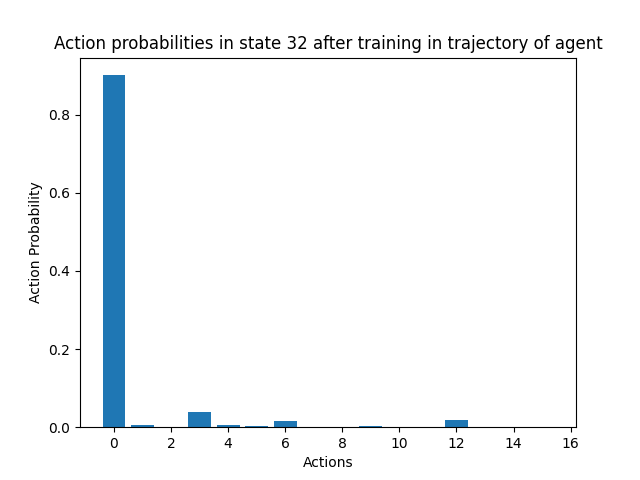 Action probabilities in state 32 after training in trajectory of agent
Action Probability
0.8
0.6
0.4
0.2
0.0
0 2 4 6 8 10 12 14 16
Actions